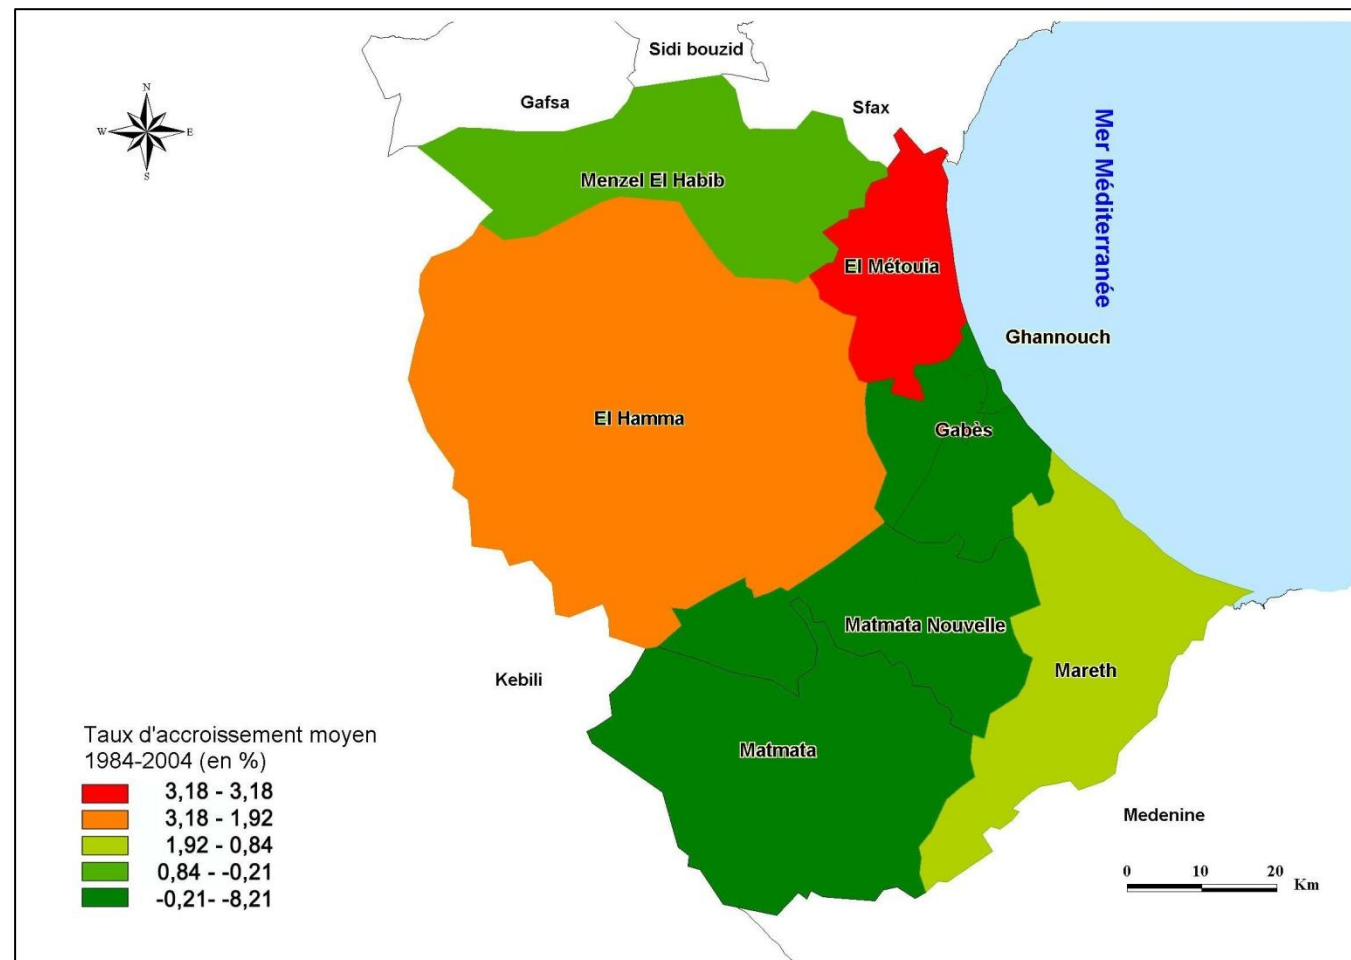 Sidi bouzid
Gafsa
Sfax
N
W
E
S
Mer Méditerranée
Menzel El Habib
El Métouia
Ghannouch
El Hamma
Gabès
Matmata Nouvelle
Mareth
Kebili
Matmata
Taux d'accroissement moyen
1984-2004 (en %)
3,18 - 3,18
3,18 - 1,92
1,92 - 0,84
0,84 - -0,21
-0,21- -8,21
Medenine
0 10 20
Km